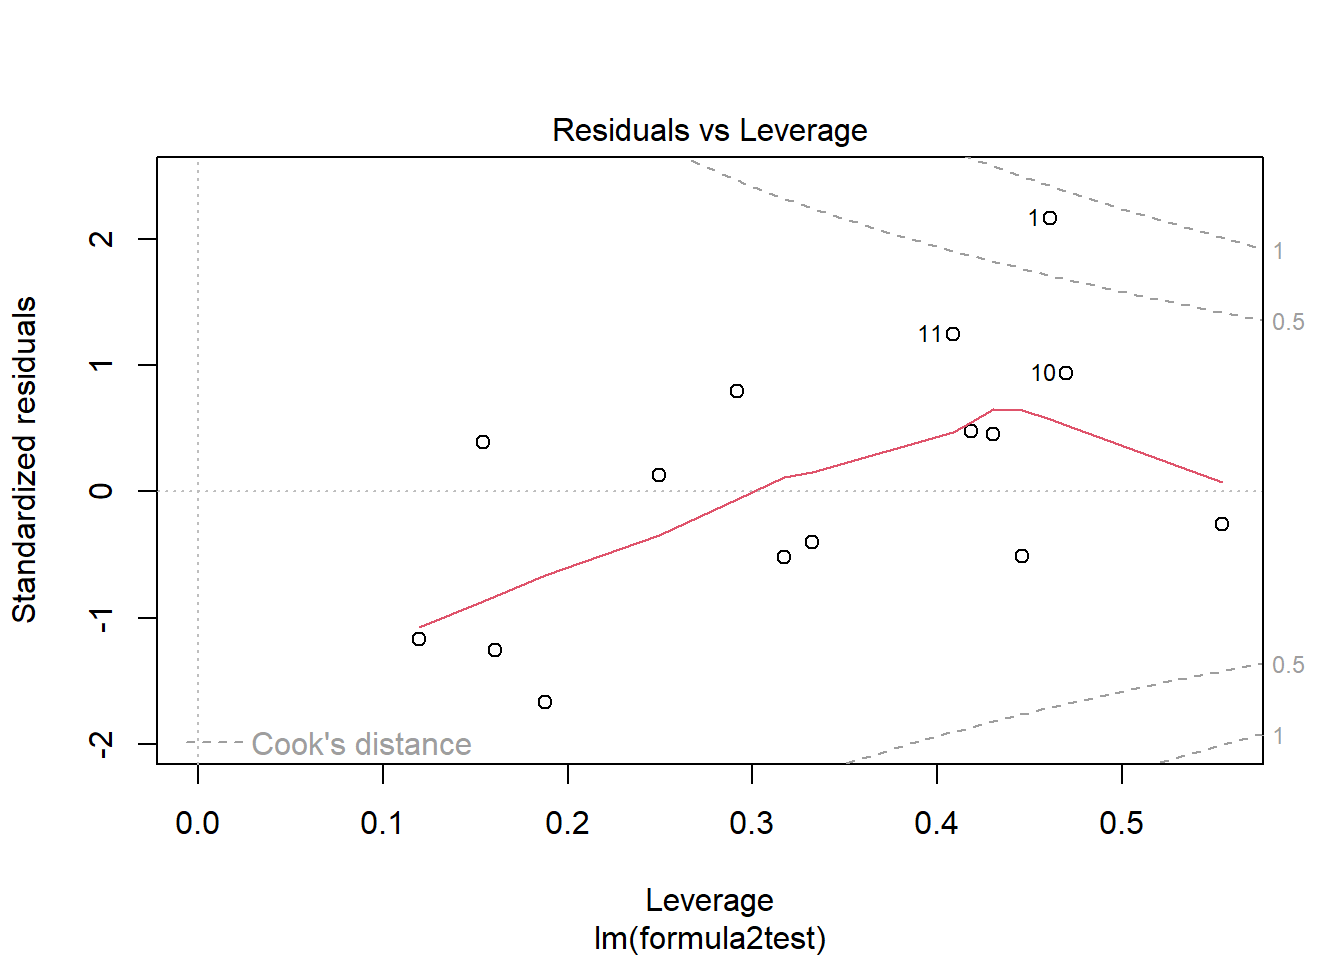 Residuals vs Leverage
Standardized residuals
2
1
0
-1
-2
1
11
10
1
0.5
0.5
1
Cook's distance
0.0 0.1 0.2 0.3 0.4 0.5
Leverage
lm(formula2test)